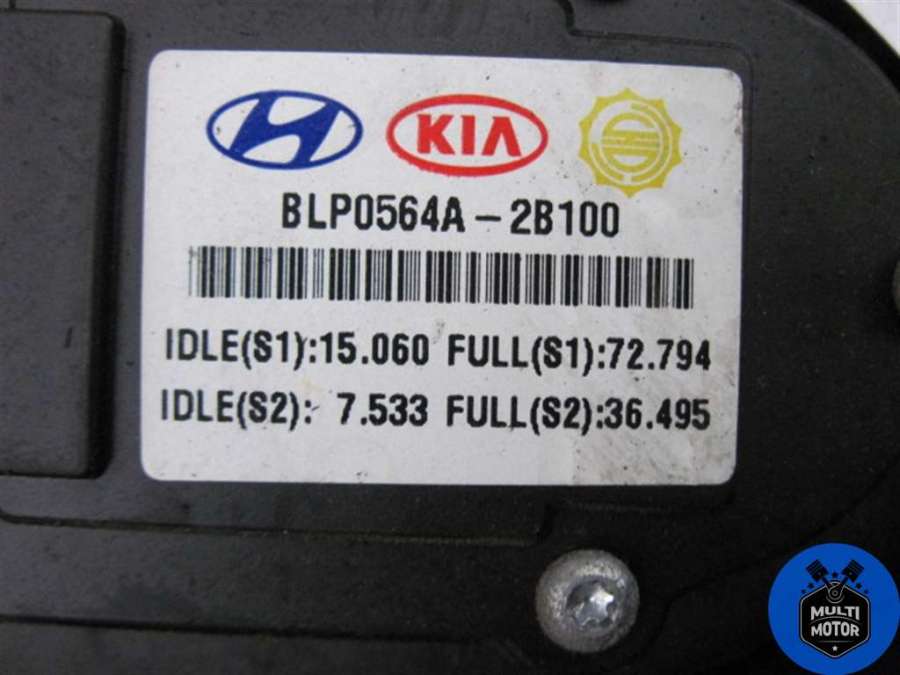 KIA
BLP0564A-2B100
IDLE(S1):15.060 FULL(S1):72.794
IDLE(S2): 7.533 FULL(S2):36.495
MULTI
MOTOR